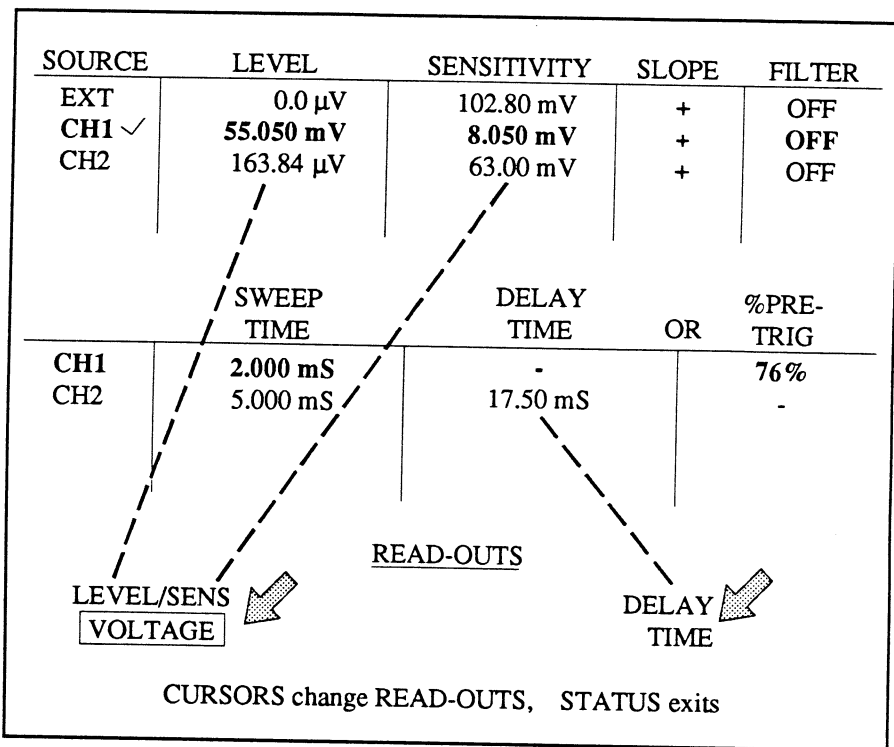 SOURCE LEVEL SENSITIVITY SLOPE FILTER
EXT 0.0 µV 102.80 mV + OFF
CH1 ✓ 55.050 mV 8.050 mV + OFF
CH2 163.84 µV 63.00 mV + OFF
SWEEP DELAY %PRE-
TIME TIME OR TRIG
CH1 2.000 mS - 76%
CH2 5.000 mS 17.50 mS -
READ-OUTS
LEVEL/SENS DELAY
VOLTAGE TIME
CURSORS change READ-OUTS, STATUS exits